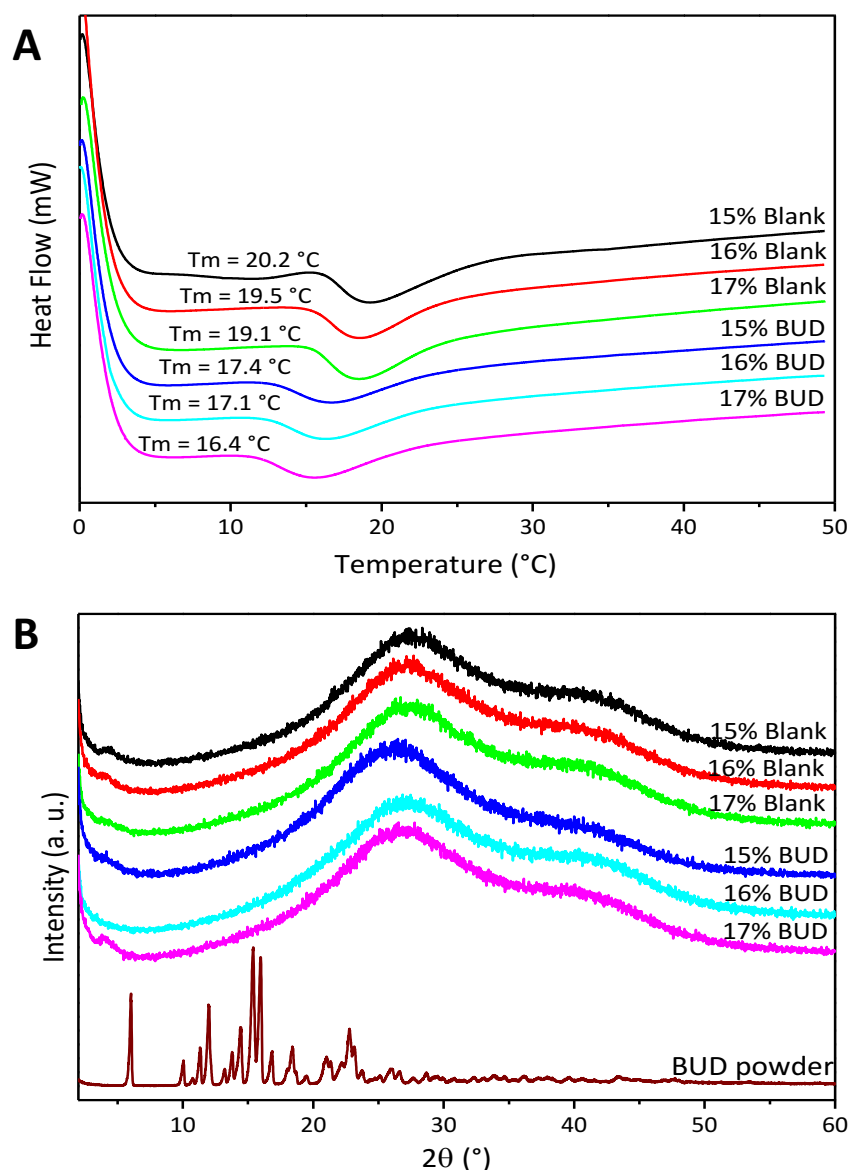 A
Heat Flow (mW)
15% Blank
16% Blank
17% Blank
15% BUD
16% BUD
17% BUD
Tm = 20.2 °C
Tm = 19.5 °C
Tm = 19.1 °C
Tm = 17.4 °C
Tm = 17.1 °C
Tm = 16.4 °C
0 10 20 30 40 50
Temperature (°C)
B
Intensity (a. u.)
15% Blank
16% Blank
17% Blank
15% BUD
16% BUD
17% BUD
BUD powder
10 20 30 40 50 60
2θ (°)